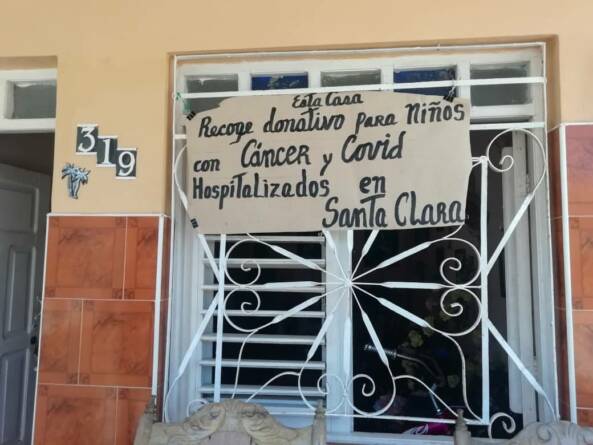 319
Esta Casa
Recoge donativo para Niños
con Cáncer y Covid
Hospitalizados en
Santa Clara